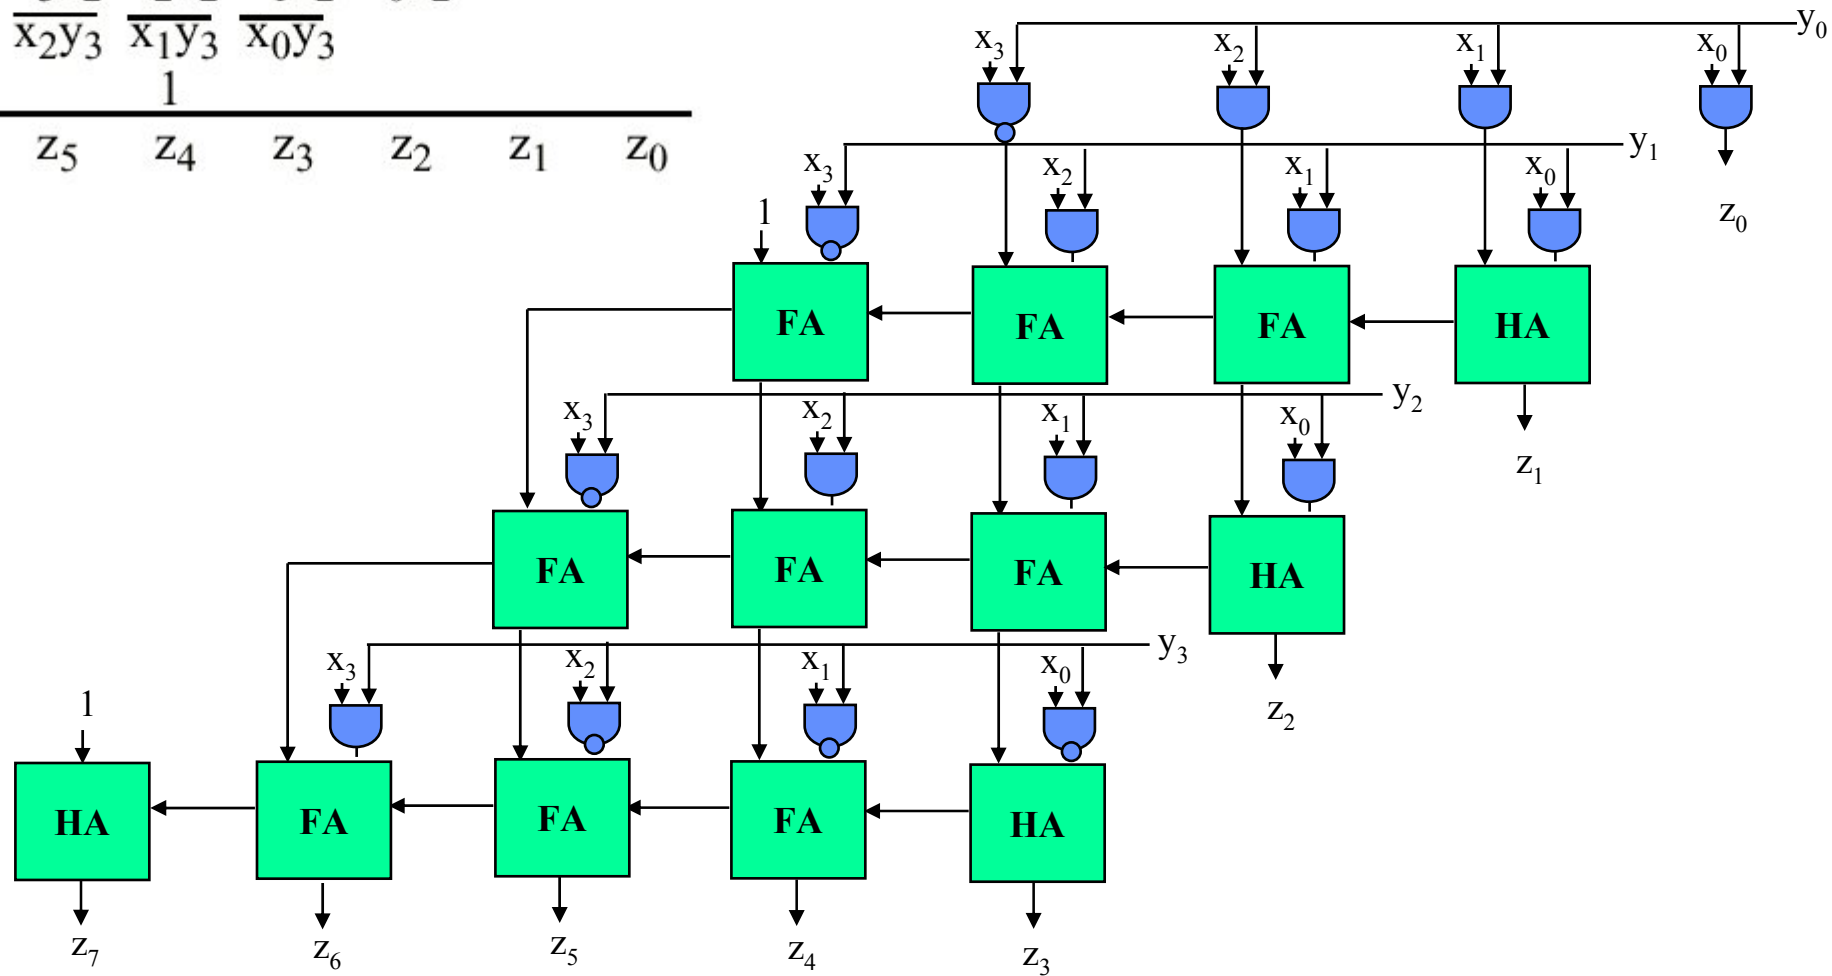 x₂y₃ x₁y₃ x₀y₃
1
z₅ z₄ z₃ z₂ z₁ z₀
y₀
x₃ x₂ x₁ x₀
y₁
x₃ x₂ x₁ x₀
1
z₀
FA FA FA HA
y₂
x₃ x₂ x₁ x₀
z₁
FA FA FA HA
y₃
x₃ x₂ x₁ x₀
1
z₂
HA FA FA FA HA
z₇ z₆ z₅ z₄ z₃